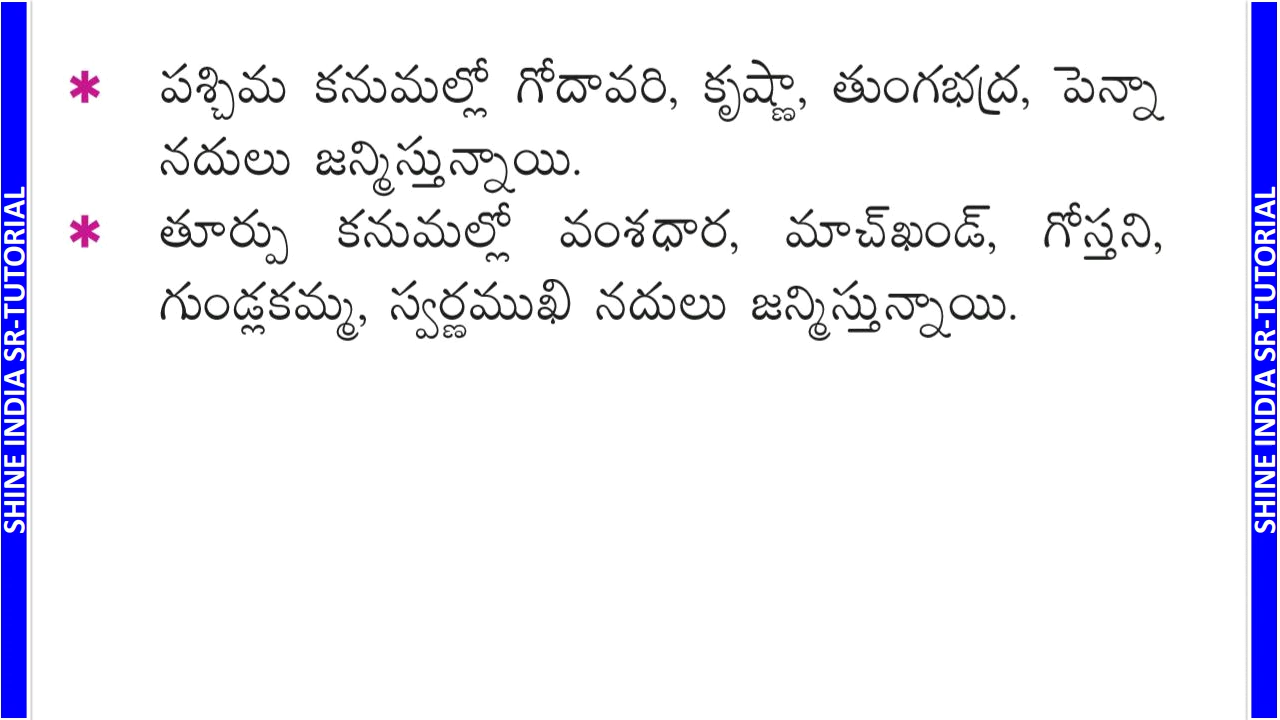 SHINE INDIA SR-TUTORIAL
* పశ్చిమ కనుమల్లో గోదావరి, కృష్ణా, తుంగభద్ర, పెన్నా
నదులు జన్మిస్తున్నాయి.
* తూర్పు కనుమల్లో వంశధార, మాచ్‌ఖండ్, గోస్తని,
గుండ్లకమ్మ, స్వర్ణముఖి నదులు జన్మిస్తున్నాయి.
SHINE INDIA SR-TUTORIAL